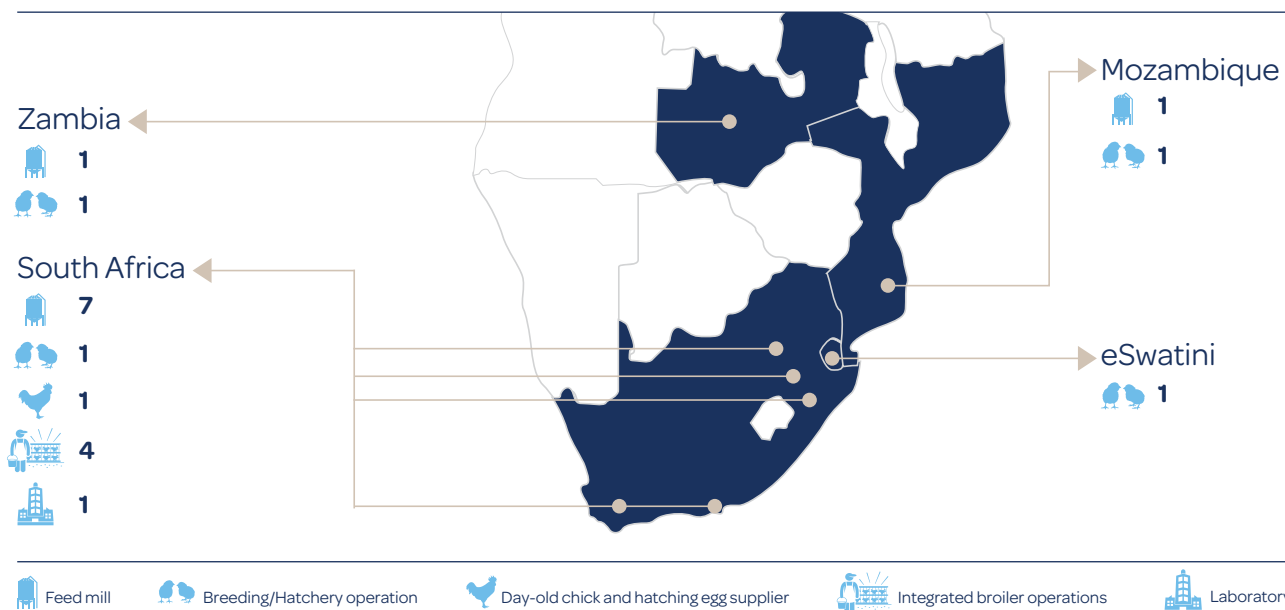 Zambia
1
1
South Africa
7
1
1
4
1
Mozambique
1
1
eSwatini
1
Feed mill
Breeding/Hatchery operation
Day-old chick and hatching egg supplier
Integrated broiler operations